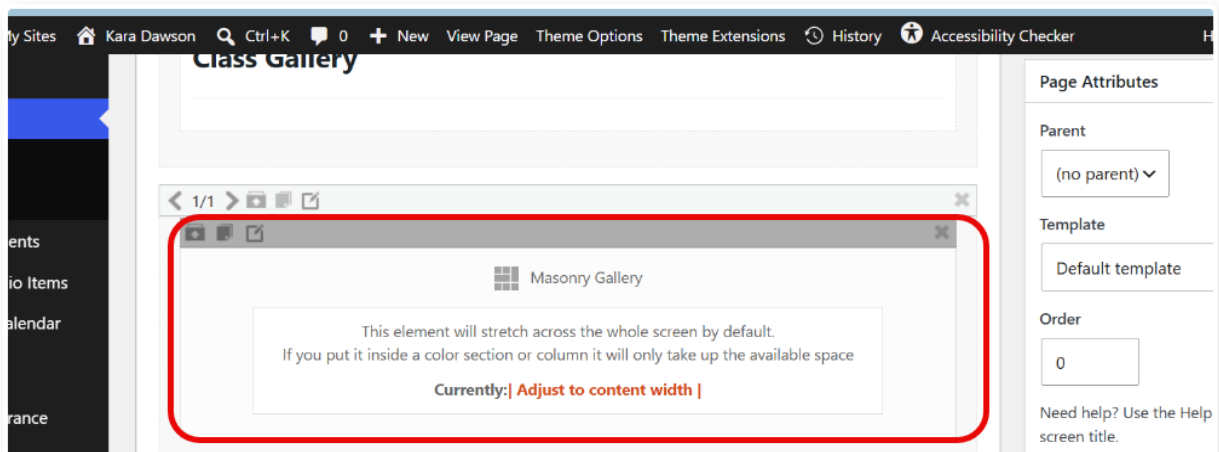 My Sites Kara Dawson Ctrl+K 0 New View Page Theme Options Theme Extensions History Accessibility Checker H
Class Gallery
1/1
ents
io Items
alendar
rance
Masonry Gallery
This element will stretch across the whole screen by default.
If you put it inside a color section or column it will only take up the available space
Currently:| Adjust to content width |
Page Attributes
Parent
(no parent)
Template
Default template
Order
0
Need help? Use the Help
screen title.